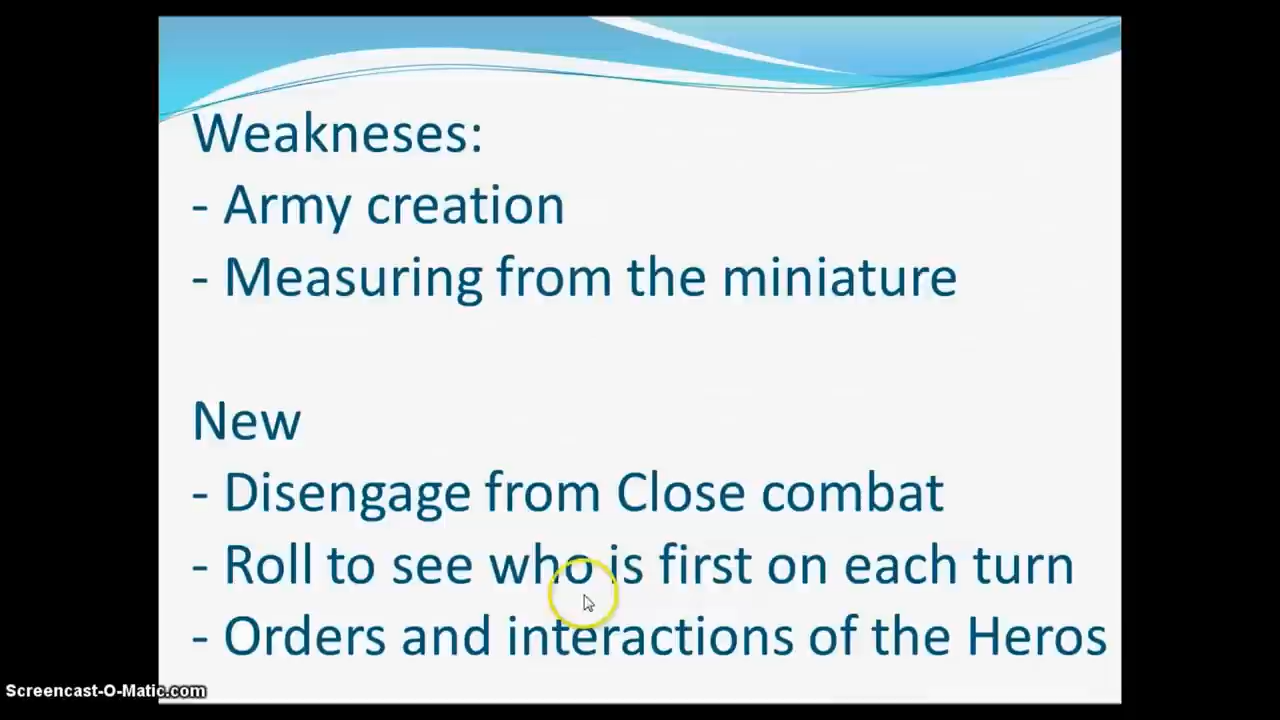 Weakneses:
- Army creation
- Measuring from the miniature
New
- Disengage from Close combat
- Roll to see who is first on each turn
- Orders and interactions of the Heros
Screencast-O-Matic.com